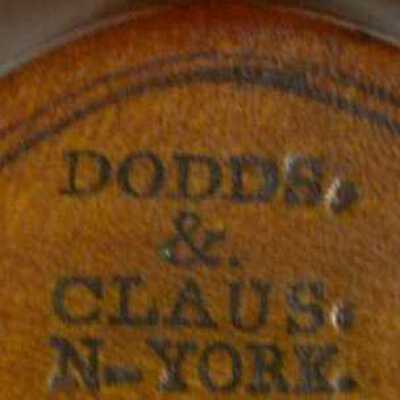 DODDS,
&.
CLAUS.
N-YORK.